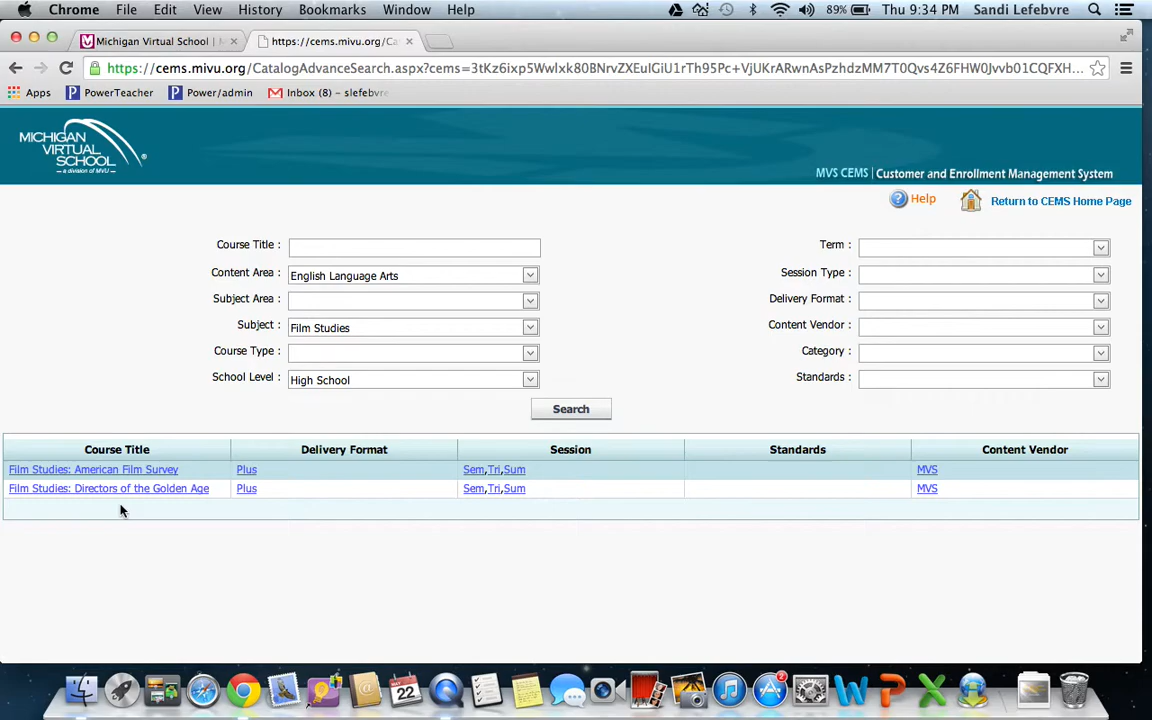 Chrome File Edit View History Bookmarks Window Help 89% Thu 9:34 PM Sandi Lefebvre
Michigan Virtual School | M × https://cems.mivu.org/Ca ×
https://cems.mivu.org/CatalogAdvanceSearch.aspx?cems=
Apps PowerTeacher Power/admin Inbox (8) - slefebvre
MICHIGAN
VIRTUAL
SCHOOL
a division of MVU
MVS CEMS | Customer and Enrollment Management System
Help Return to CEMS Home Page
Course Title : Term :
Content Area : English Language Arts Session Type :
Subject Area : Delivery Format :
Subject : Film Studies Content Vendor :
Course Type : Category :
School Level : High School Standards :
Search
Course Title Delivery Format Session Standards Content Vendor
Film Studies: American Film Survey Plus Sem,Tri,Sum MVS
Film Studies: Directors of the Golden Age Plus Sem,Tri,Sum MVS
MAY
22
2